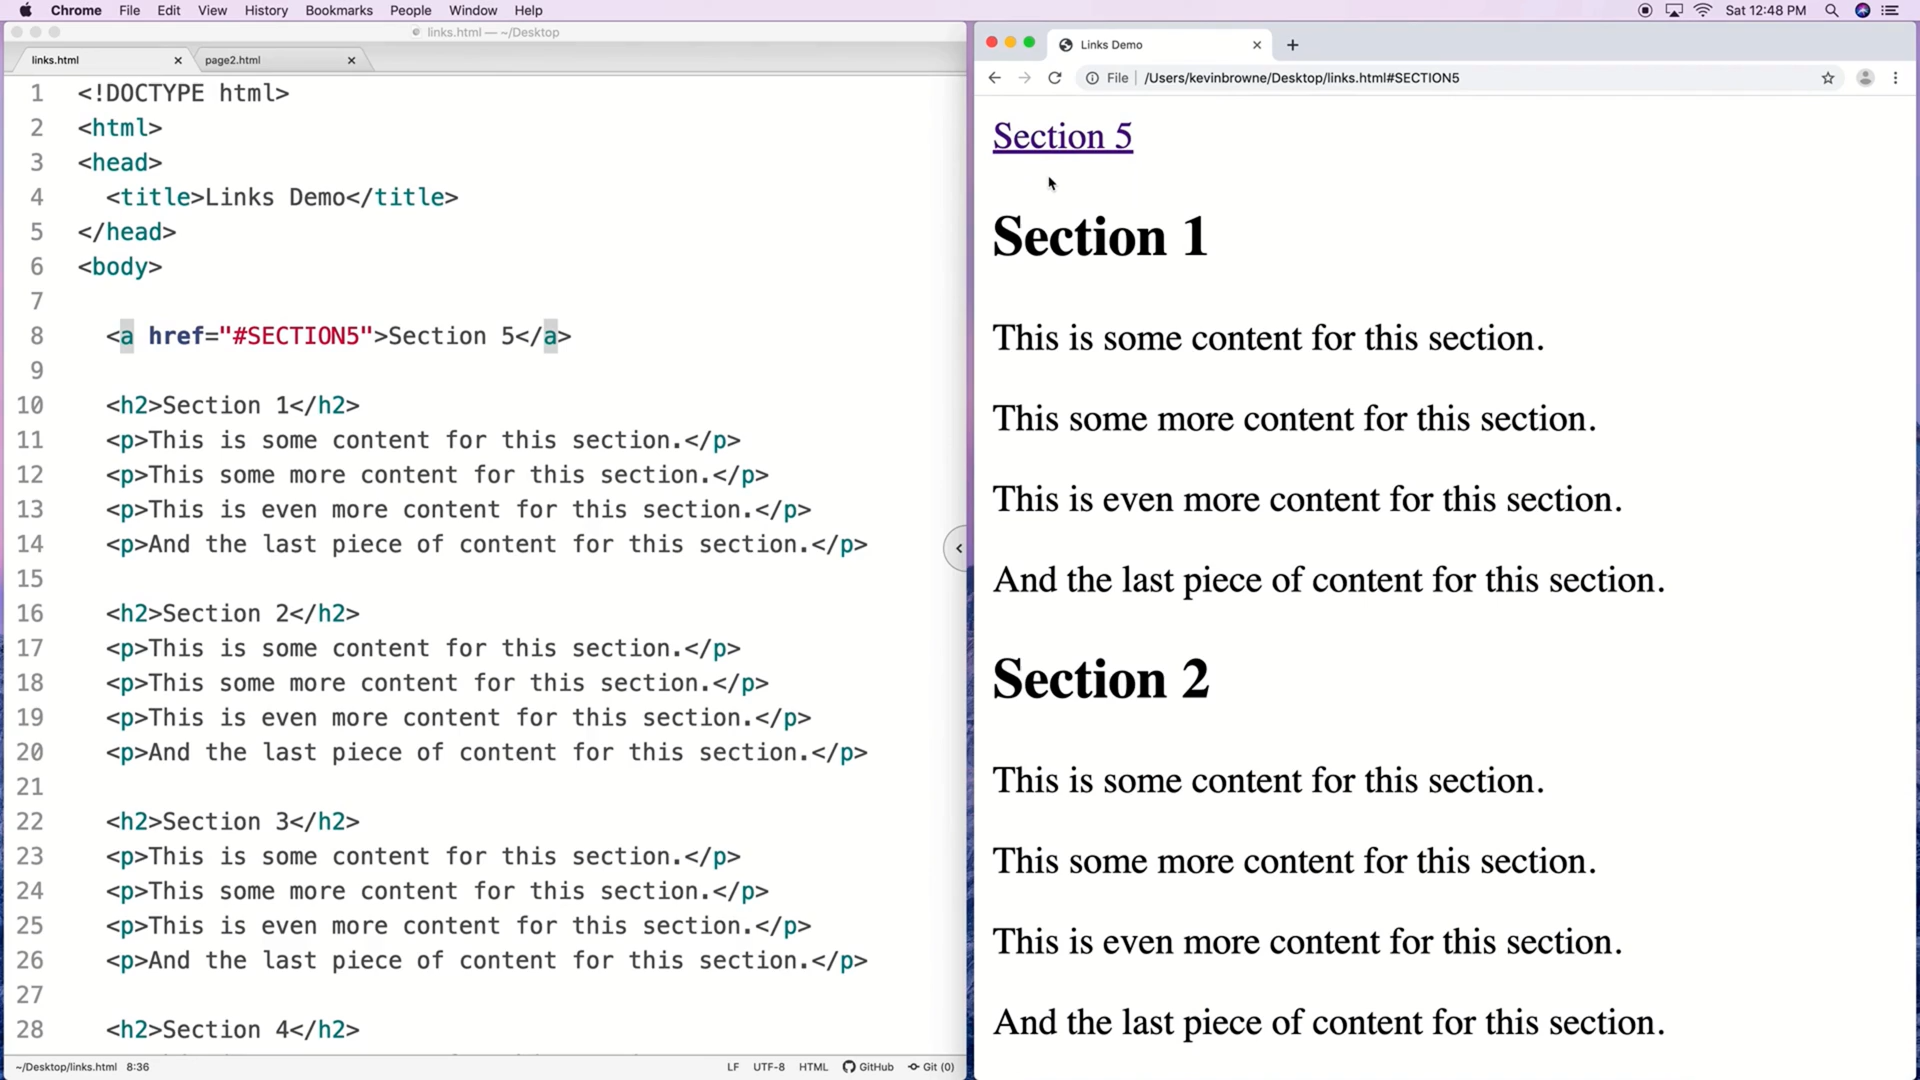 Chrome File Edit View History Bookmarks People Window Help Sat 12:48 PM
links.html — ~/Desktop
links.html page2.html
1 <!DOCTYPE html>
2 <html>
3 <head>
4 <title>Links Demo</title>
5 </head>
6 <body>
7
8 <a href="#SECTION5">Section 5</a>
9
10 <h2>Section 1</h2>
11 <p>This is some content for this section.</p>
12 <p>This some more content for this section.</p>
13 <p>This is even more content for this section.</p>
14 <p>And the last piece of content for this section.</p>
15
16 <h2>Section 2</h2>
17 <p>This is some content for this section.</p>
18 <p>This some more content for this section.</p>
19 <p>This is even more content for this section.</p>
20 <p>And the last piece of content for this section.</p>
21
22 <h2>Section 3</h2>
23 <p>This is some content for this section.</p>
24 <p>This some more content for this section.</p>
25 <p>This is even more content for this section.</p>
26 <p>And the last piece of content for this section.</p>
27
28 <h2>Section 4</h2>
~/Desktop/links.html 8:36 LF UTF-8 HTML GitHub Git (0)
Links Demo
File /Users/kevinbrowne/Desktop/links.html#SECTION5
Section 5
Section 1
This is some content for this section.
This some more content for this section.
This is even more content for this section.
And the last piece of content for this section.
Section 2
This is some content for this section.
This some more content for this section.
This is even more content for this section.
And the last piece of content for this section.